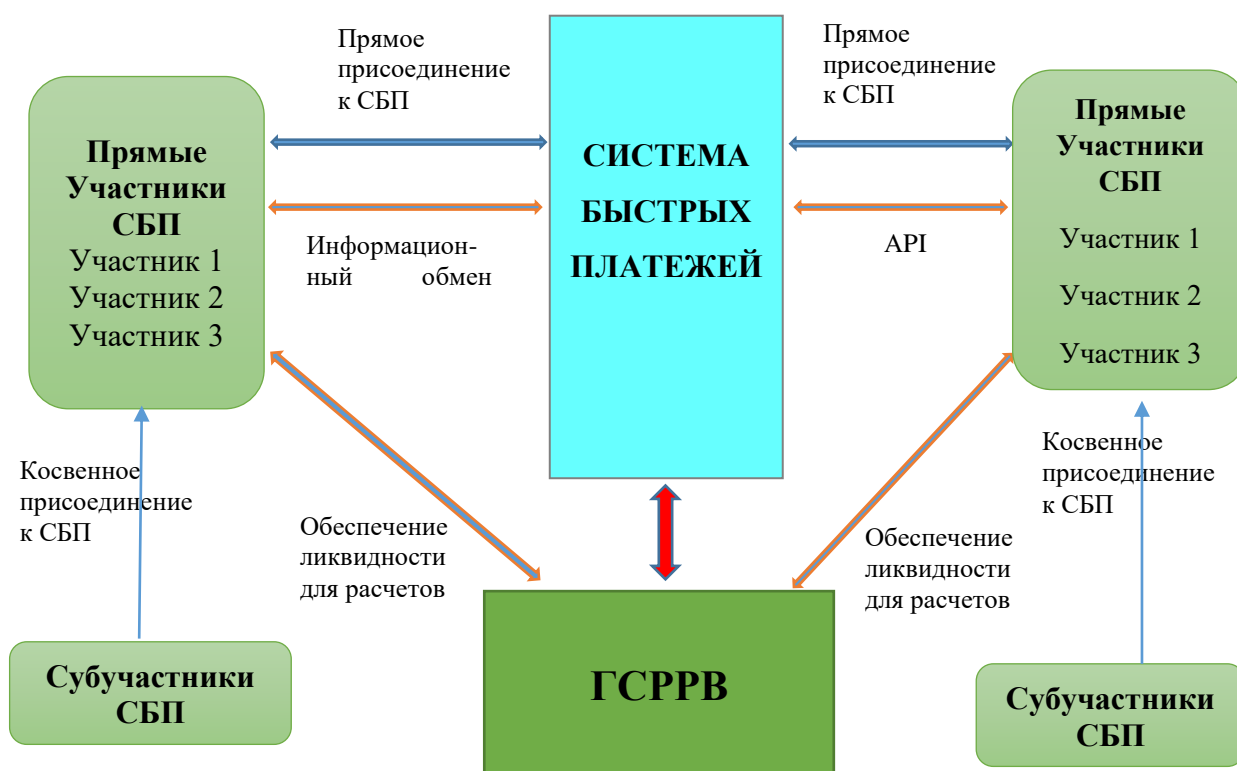 Прямое
присоединение
к СБП
Прямые
Участники
СБП
Участник 1
Участник 2
Участник 3
Информацион-
ный обмен
СИСТЕМА
БЫСТРЫХ
ПЛАТЕЖЕЙ
Прямое
присоединение
к СБП
API
Прямые
Участники
СБП
Участник 1
Участник 2
Участник 3
Косвенное
присоединение
к СБП
Обеспечение
ликвидности
для расчетов
Обеспечение
ликвидности
для расчетов
Косвенное
присоединение
к СБП
Субучастники
СБП
ГСРРВ
Субучастники
СБП